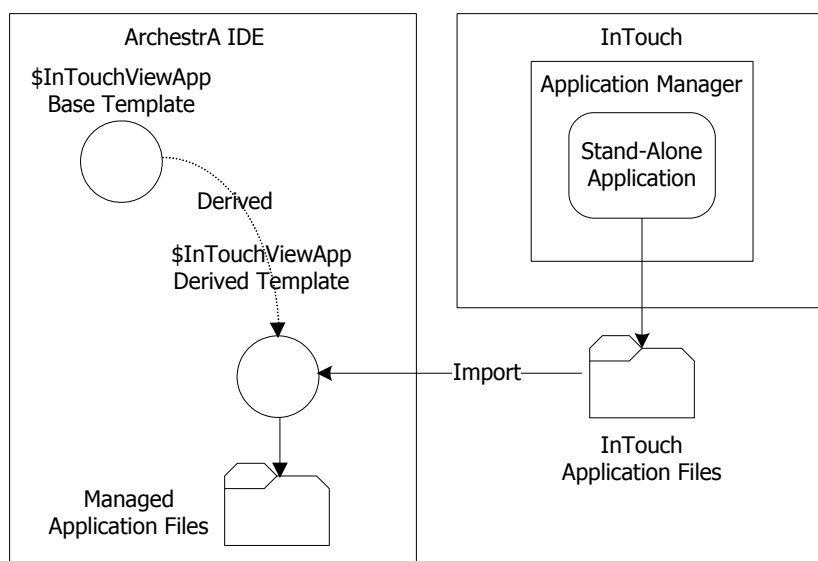 ArchestrA IDE
$InTouchViewApp
Base Template
Derived
$InTouchViewApp
Derived Template
Managed
Application Files
InTouch
Application Manager
Stand-Alone
Application
Import
InTouch
Application Files